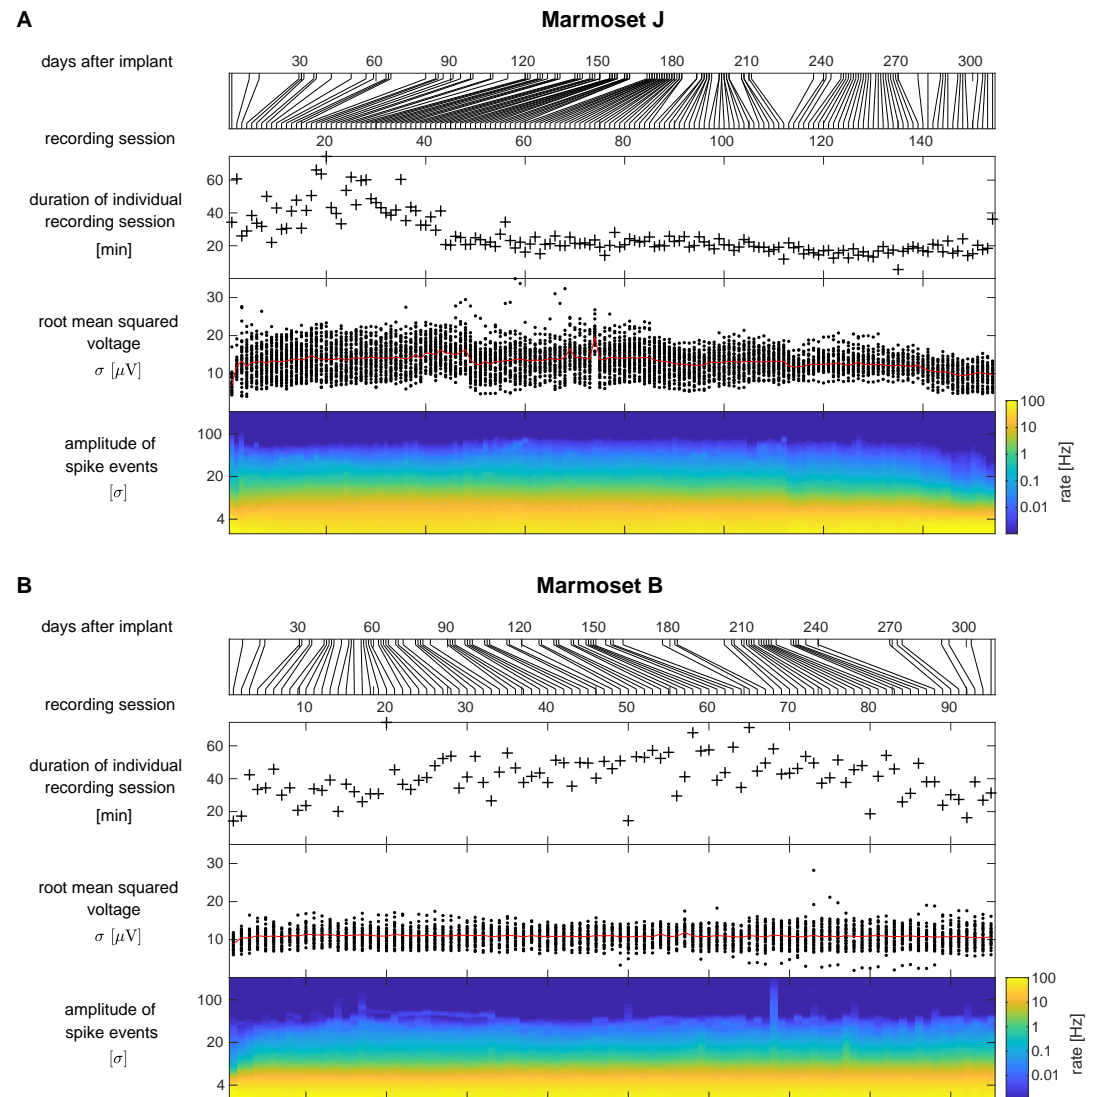 A
Marmoset J
days after implant
30 60 90 120 150 180 210 240 270 300
recording session
20 40 60 80 100 120 140
duration of individual
recording session
[min]
60
40
20
root mean squared
voltage
σ [μV]
30
20
10
amplitude of
spike events
[σ]
100
20
4
100
10
1
0.1
0.01
rate [Hz]
B
Marmoset B
days after implant
30 60 90 120 150 180 210 240 270 300
recording session
10 20 30 40 50 60 70 80 90
duration of individual
recording session
[min]
60
40
20
root mean squared
voltage
σ [μV]
30
20
10
amplitude of
spike events
[σ]
100
20
4
100
10
1
0.1
0.01
rate [Hz]